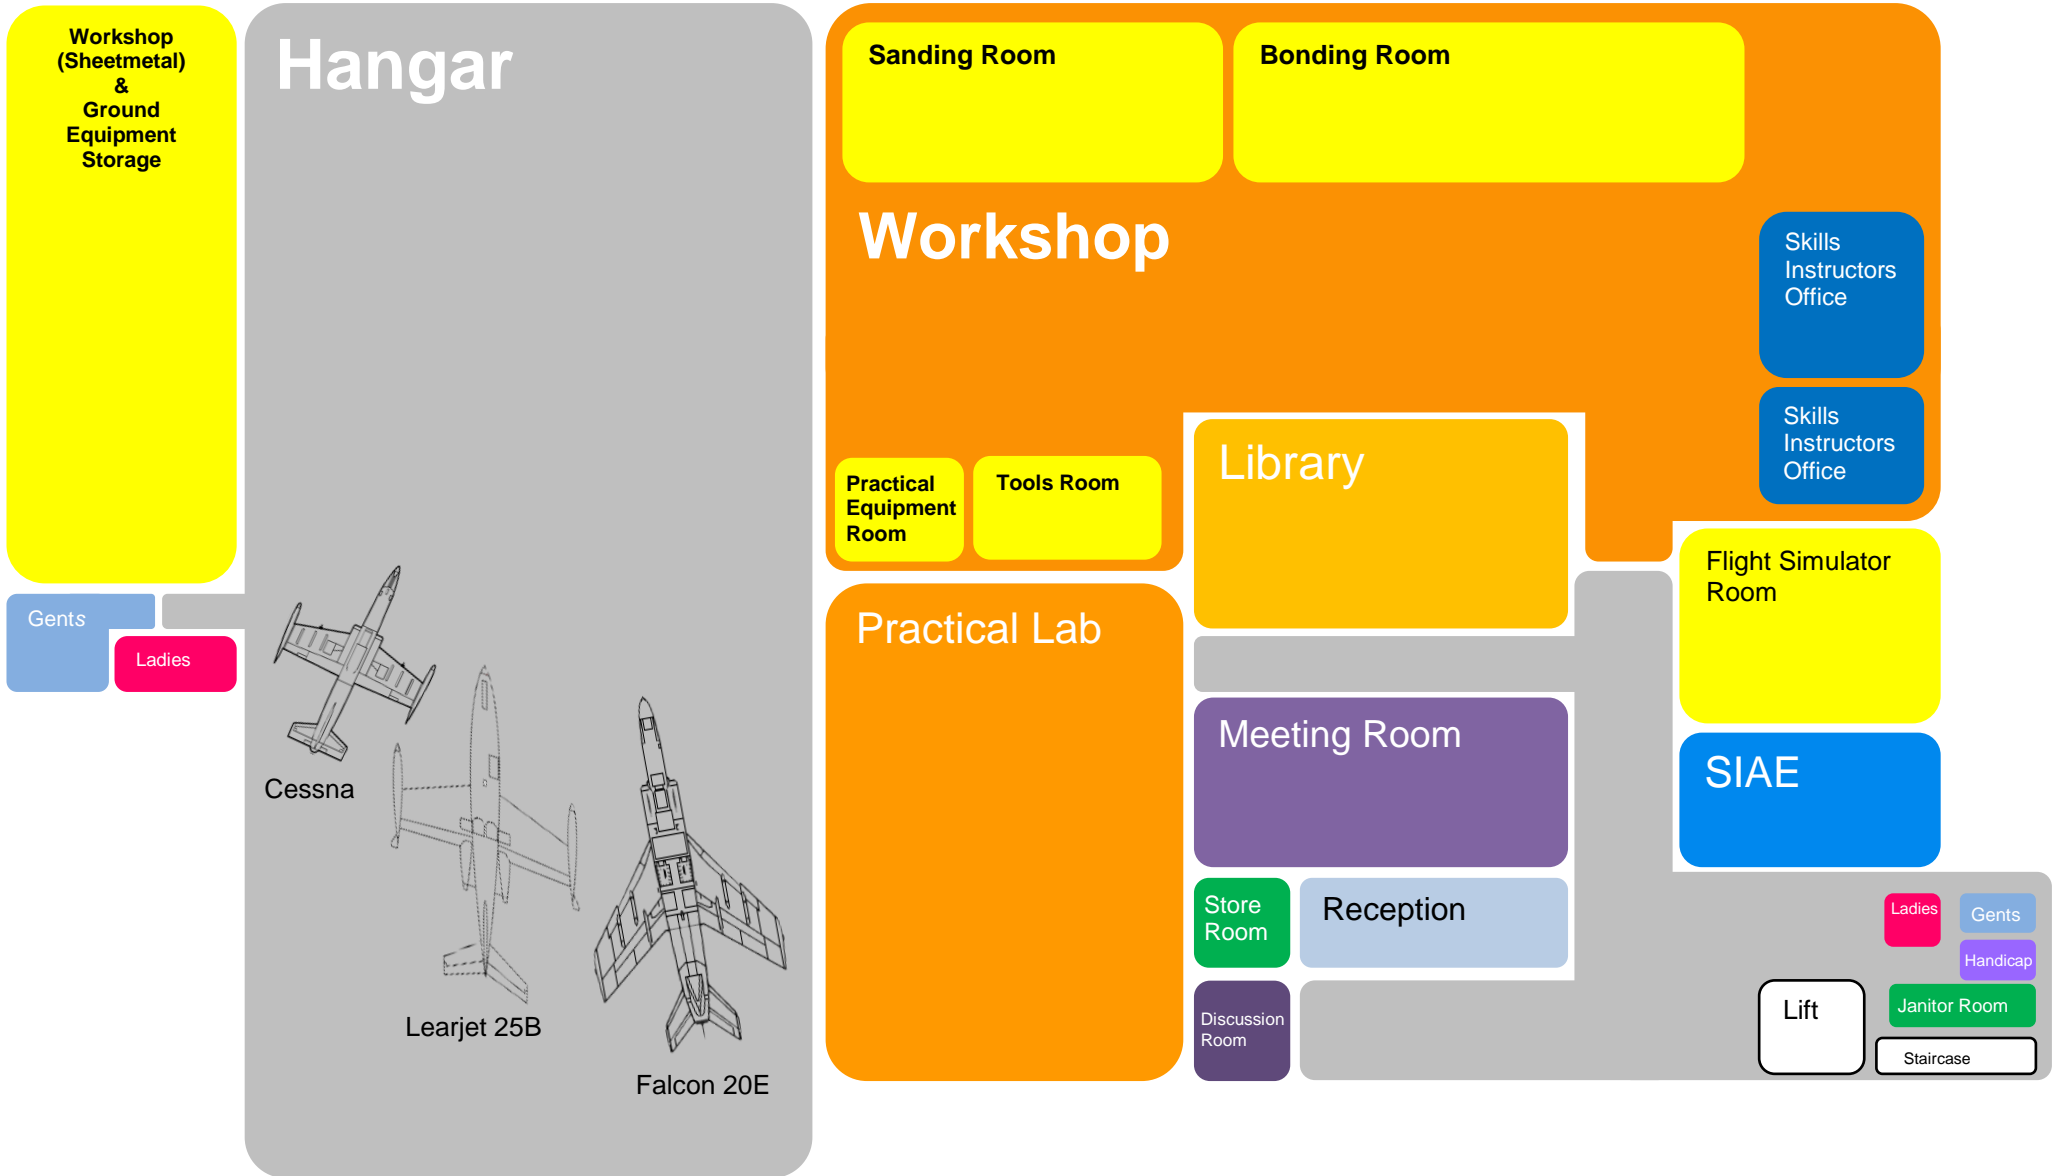 Workshop
(Sheetmetal)
&
Ground
Equipment
Storage
Hangar
Sanding Room
Bonding Room
Workshop
Skills
Instructors
Office
Skills
Instructors
Office
Practical
Equipment
Room
Tools Room
Library
Flight Simulator
Room
Gents
Ladies
Practical Lab
Meeting Room
SIAE
Cessna
Learjet 25B
Falcon 20E
Store
Room
Reception
Discussion
Room
Ladies
Gents
Handicap
Lift
Janitor Room
Staircase